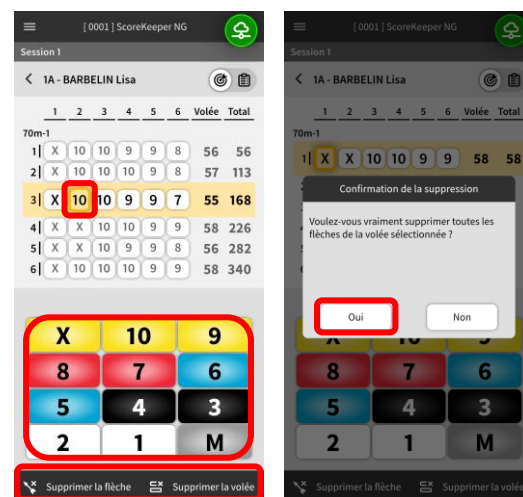 [ 0001 ] ScoreKeeper NG
Session 1
1A - BARBELIN Lisa
1 2 3 4 5 6 Volée Total
70m-1
1 X 10 10 9 9 8 56 56
2 X 10 10 10 9 8 57 113
3 X 10 10 9 9 7 55 168
4 X X 10 10 9 9 58 226
5 X X 10 9 9 8 56 282
6 X 10 10 10 9 9 58 340
X 10 9
8 7 6
5 4 3
2 1 M
Supprimer la flèche Supprimer la volée
[ 0001 ] ScoreKeeper NG
Session 1
1A - BARBELIN Lisa
1 2 3 4 5 6 Volée Total
70m-1
1 X X 10 10 9 9 58 58
Confirmation de la suppression
Voulez-vous vraiment supprimer toutes les
flèches de la volée sélectionnée ?
Oui Non
X 10 9
8 7 6
5 4 3
2 1 M
Supprimer la flèche Supprimer la volée